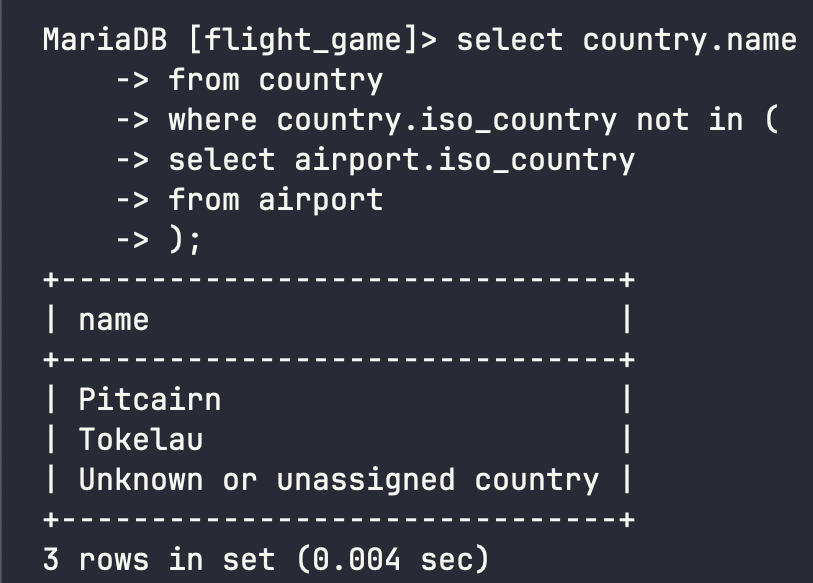 MariaDB [flight_game]> select country.name
    -> from country
    -> where country.iso_country not in (
    -> select airport.iso_country
    -> from airport
    -> );
+-------------------------------+
| name                          |
+-------------------------------+
| Pitcairn                      |
| Tokelau                       |
| Unknown or unassigned country |
+-------------------------------+
3 rows in set (0.004 sec)